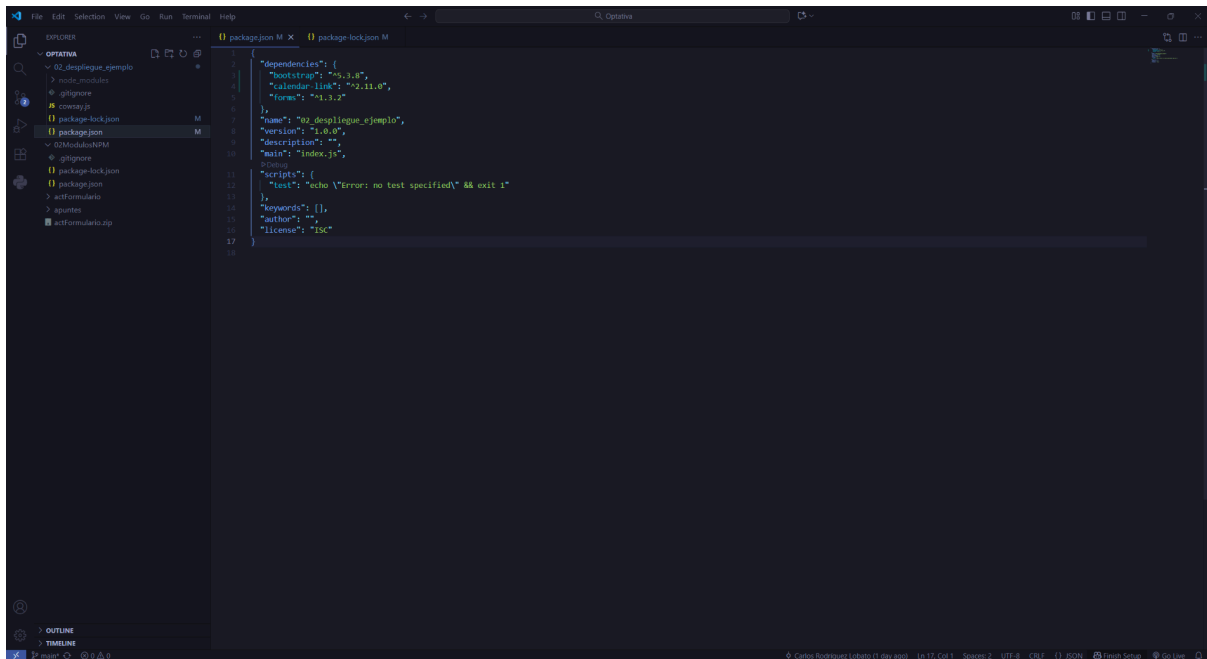 File Edit Selection View Go Run Terminal Help
Optativa
EXPLORER
OPTATIVA
02_despliegue_ejemplo
node_modules
.gitignore
JS cowsay.js
{} package-lock.json M
{} package.json M
02ModulosNPM
.gitignore
{} package-lock.json
{} package.json
actFormulario
apuntes
actFormulario.zip
OUTLINE
TIMELINE
2
{} package.json M
{} package-lock.json M
1 {
2 "dependencies": {
3 "bootstrap": "^5.3.8",
4 "calendar-link": "^2.11.0",
5 "forms": "^1.3.2"
6 },
7 "name": "02_despliegue_ejemplo",
8 "version": "1.0.0",
9 "description": "",
10 "main": "index.js",
Debug
11 "scripts": {
12 "test": "echo \"Error: no test specified\" && exit 1"
13 },
14 "keywords": [],
15 "author": "",
16 "license": "ISC"
17 }
18
main* 0 0 Carlos Rodríguez Lobato (1 day ago) Ln 17, Col 1 Spaces: 2 UTF-8 CRLF {} JSON Finish Setup Go Live